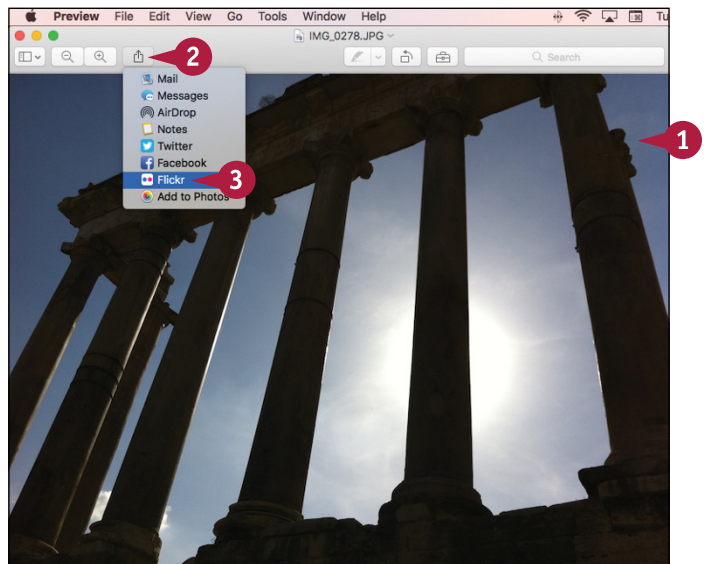 Preview File Edit View Go Tools Window Help Tu
IMG_0278.JPG
Search
2
Mail
Messages
AirDrop
Notes
Twitter
Facebook
Flickr
3
Add to Photos
1